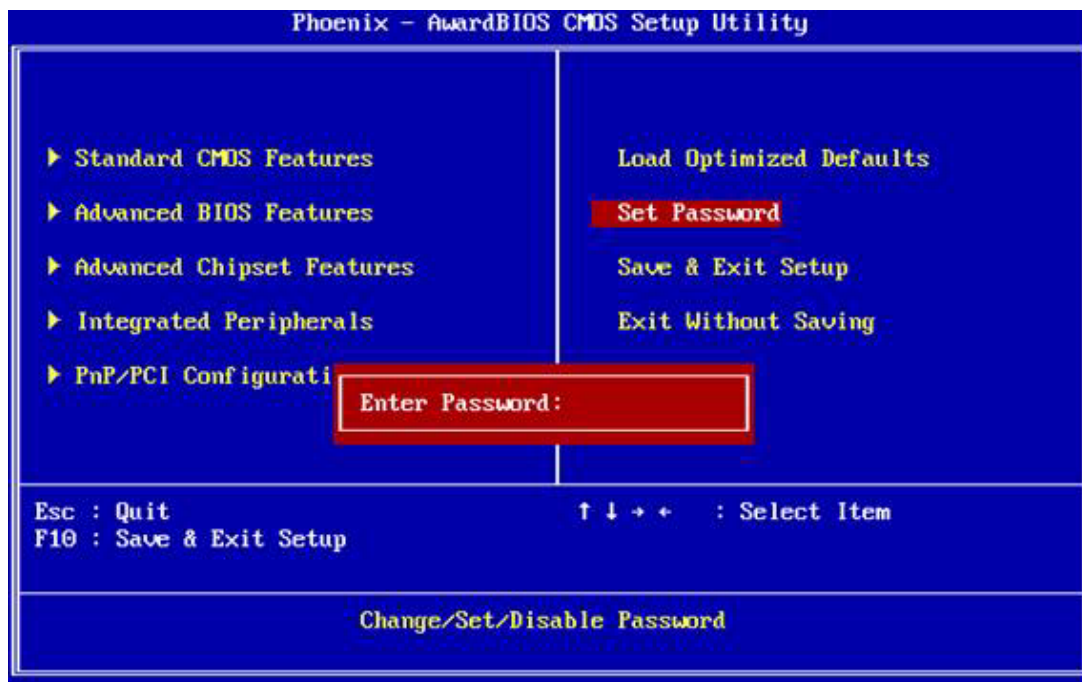 Phoenix - AwardBIOS CMOS Setup Utility
▶ Standard CMOS Features
▶ Advanced BIOS Features
▶ Advanced Chipset Features
▶ Integrated Peripherals
▶ PnP/PCI Configurati
Load Optimized Defaults
Set Password
Save & Exit Setup
Exit Without Saving
Enter Password:
Esc : Quit
F10 : Save & Exit Setup
↑ ↓ → ← : Select Item
Change/Set/Disable Password